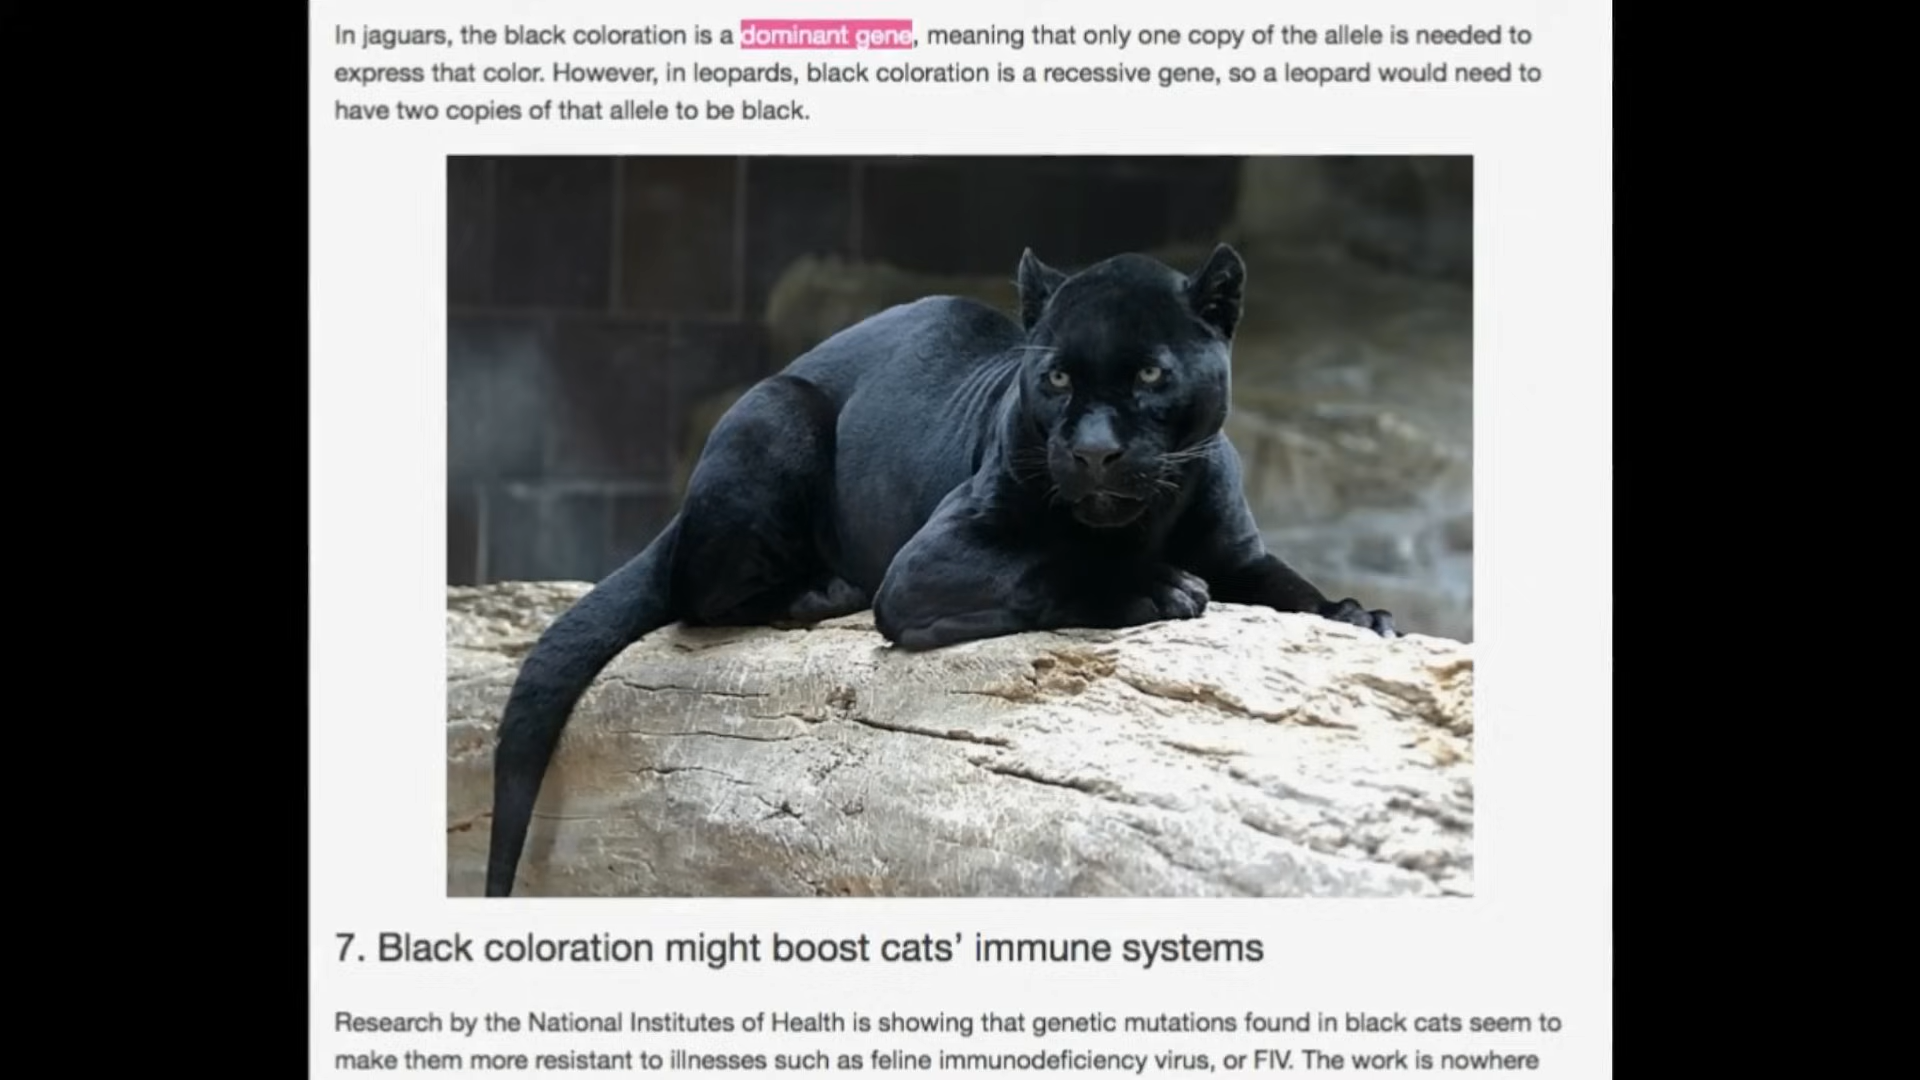 In jaguars, the black coloration is a dominant gene, meaning that only one copy of the allele is needed to
express that color. However, in leopards, black coloration is a recessive gene, so a leopard would need to
have two copies of that allele to be black.
7. Black coloration might boost cats’ immune systems
Research by the National Institutes of Health is showing that genetic mutations found in black cats seem to
make them more resistant to illnesses such as feline immunodeficiency virus, or FIV. The work is nowhere